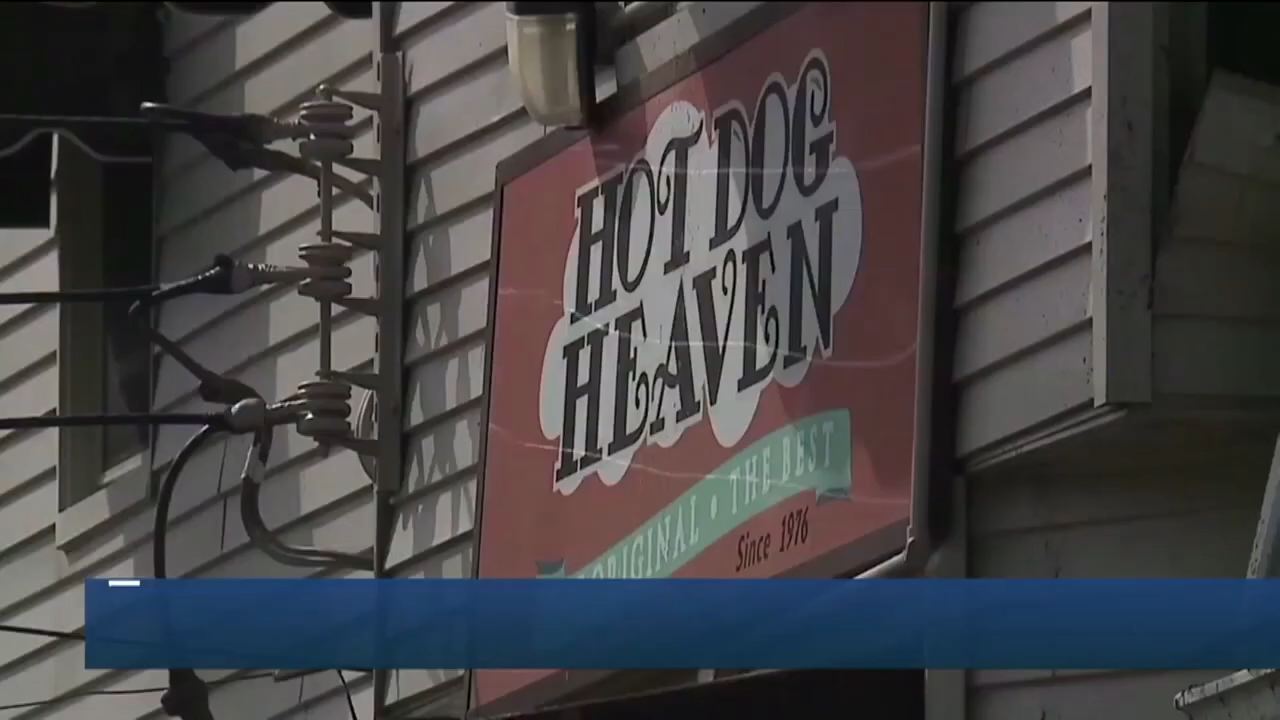 HOT DOG
HEAVEN
ORIGINAL • THE BEST
Since 1976